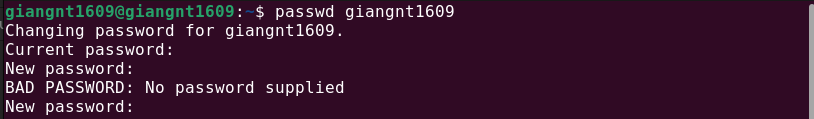 giangnt1609@giangnt1609:~$ passwd giangnt1609
Changing password for giangnt1609.
Current password:
New password:
BAD PASSWORD: No password supplied
New password: